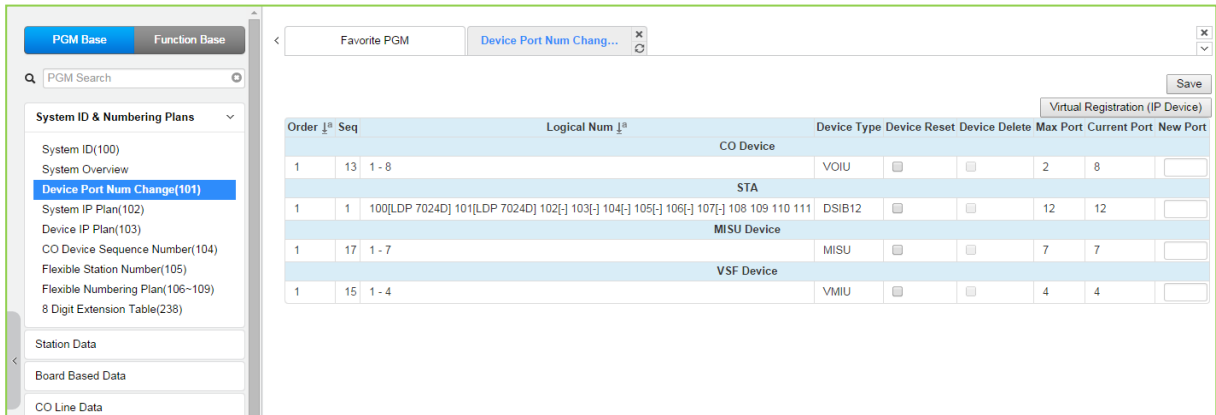 PGM Base Function Base
Favorite PGM Device Port Num Chang...
PGM Search
Save
Virtual Registration (IP Device)
System ID & Numbering Plans
System ID(100)
System Overview
Device Port Num Change(101)
System IP Plan(102)
Device IP Plan(103)
CO Device Sequence Number(104)
Flexible Station Number(105)
Flexible Numbering Plan(106~109)
8 Digit Extension Table(238)
Station Data
Board Based Data
CO Line Data
Order Seq Logical Num Device Type Device Reset Device Delete Max Port Current Port New Port
CO Device
1 13 1 - 8 VOIU 2 8
STA
1 1 100[LDP 7024D] 101[LDP 7024D] 102[-] 103[-] 104[-] 105[-] 106[-] 107[-] 108 109 110 111 DSIB12 12 12
MISU Device
1 17 1 - 7 MISU 7 7
VSF Device
1 15 1 - 4 VMIU 4 4